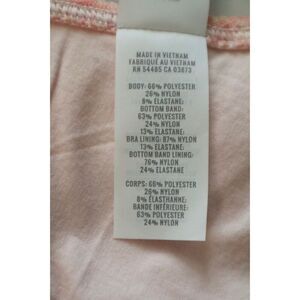 MADE IN VIETNAM
FABRIQUÉ AU VIETNAM
RN 54485 CA 03873
BODY: 66% POLYESTER
26% NYLON
8% ELASTANE:
BOTTOM BAND:
63% POLYESTER
24% NYLON
13% ELASTANE:
BRA LINING: 87% NYLON
13% ELASTANE:
BOTTOM BAND LINING:
76% NYLON
24% ELASTANE
CORPS: 66% POLYESTER
26% NYLON
8% ÉLASTHANNE:
BANDE INFÉRIEURE:
63% POLYESTER
24% NYLON